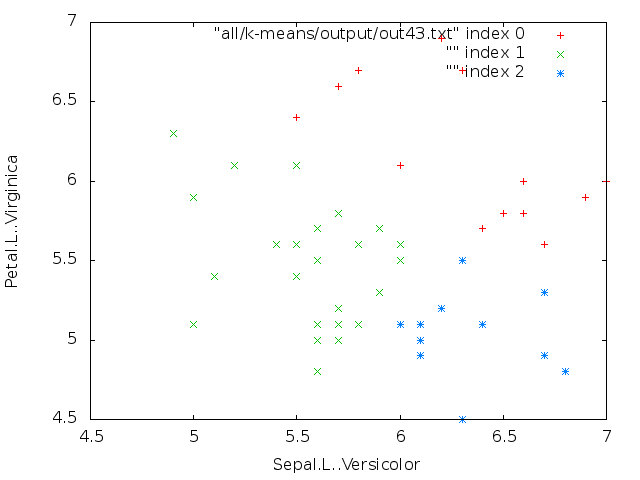 "all/k-means/output/out43.txt" index 0
"" index 1
"" index 2
7
6.5
6
5.5
5
4.5
4.5 5 5.5 6 6.5 7
Petal.L..Virginica
Sepal.L..Versicolor